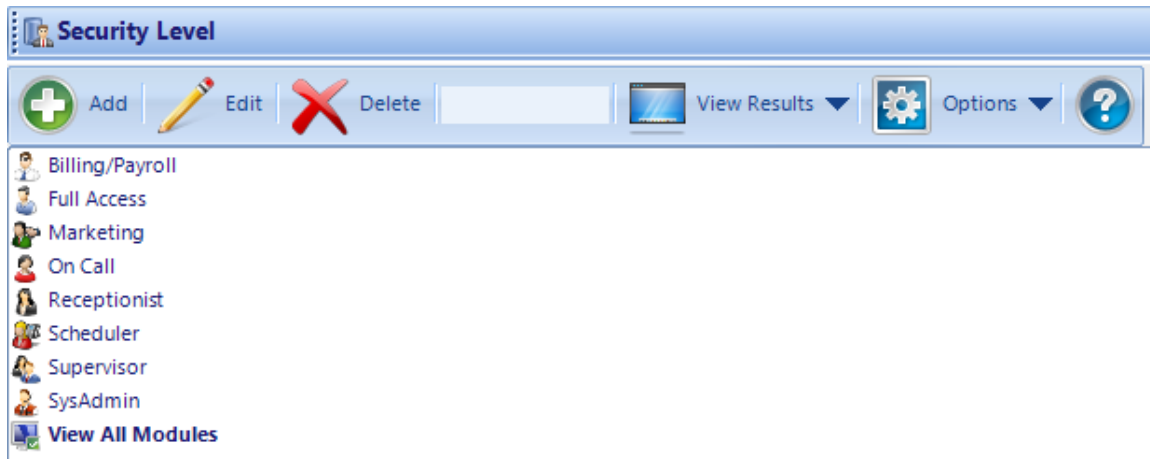 Security Level
Add Edit Delete View Results Options ?
Billing/Payroll
Full Access
Marketing
On Call
Receptionist
Scheduler
Supervisor
SysAdmin
View All Modules